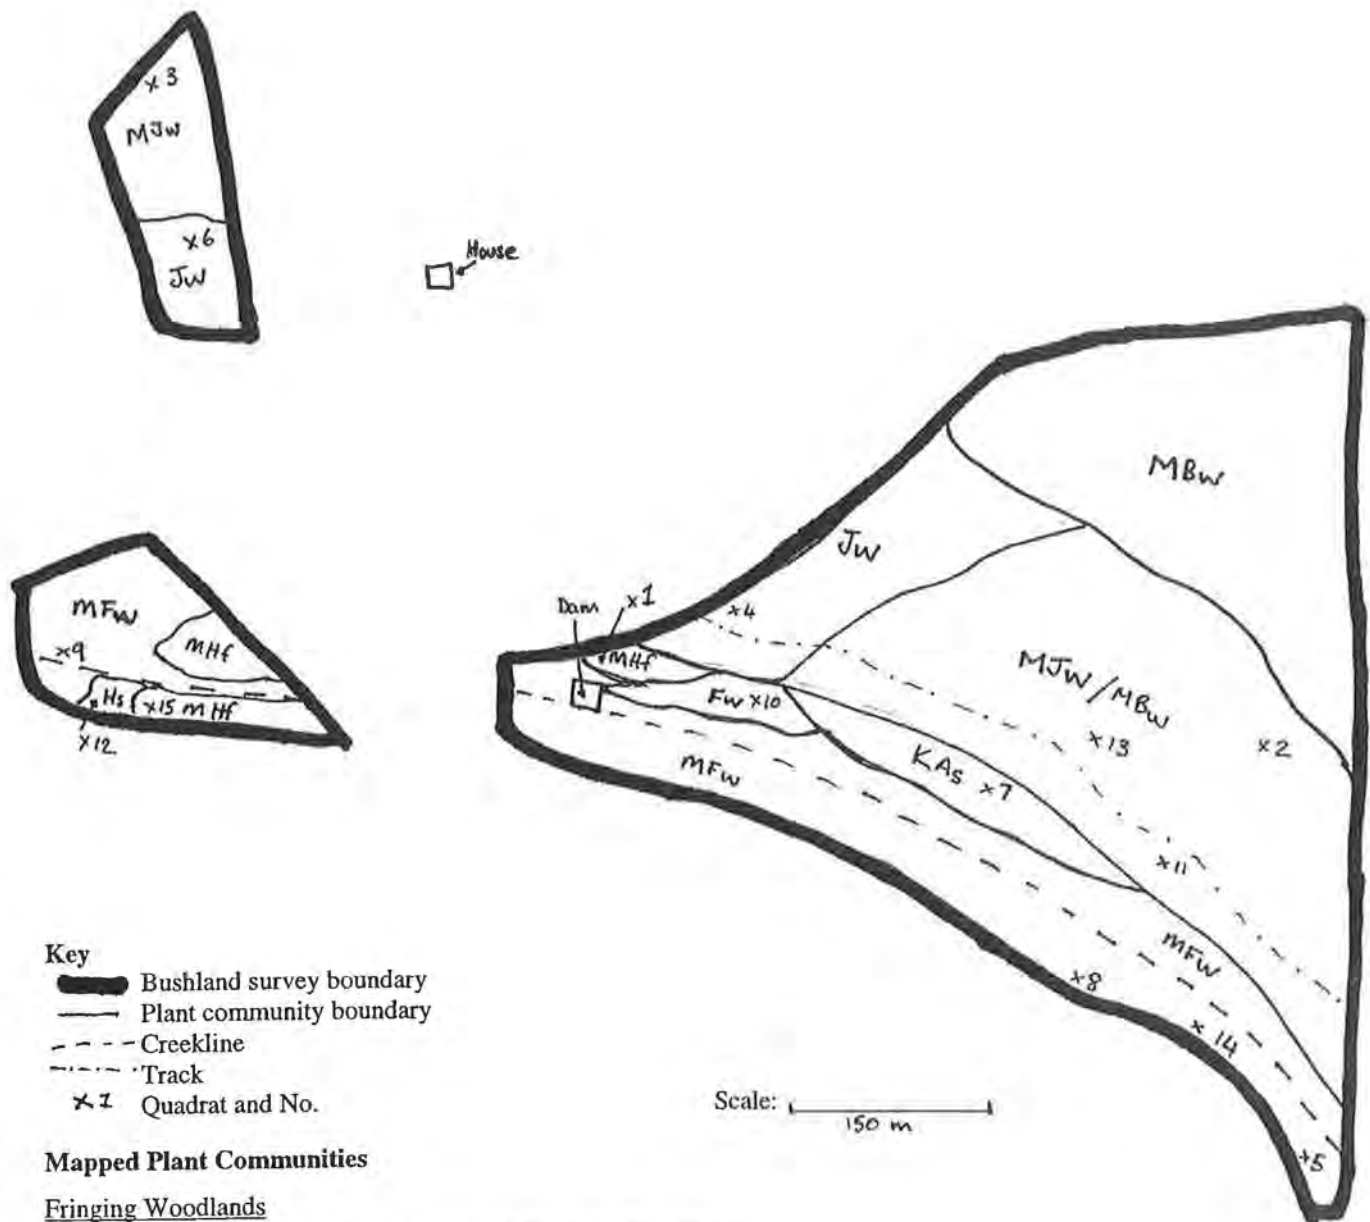 x3
MJw
x6
Jw
House
MBw
Jw
MFw
MHf
x9
Hs
x15 MHf
x12
Dam
x1
x4
MHf
Fw x10
MJw/MBw
x13
x2
KAs x7
MFw
x11
MFw
x8
x14
x5
Key
Bushland survey boundary
Plant community boundary
Creekline
Track
x1 Quadrat and No.
Scale:
150 m
Mapped Plant Communities
Fringing Woodlands